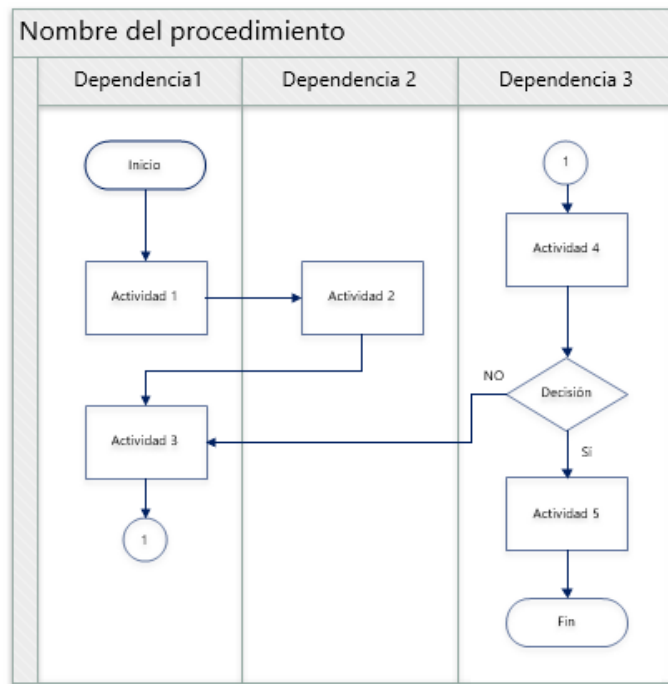 Nombre del procedimiento
Dependencia1
Dependencia 2
Dependencia 3
Inicio
1
Actividad 4
Actividad 1
Actividad 2
NO
Decisión
Actividad 3
Sí
Actividad 5
1
Fin